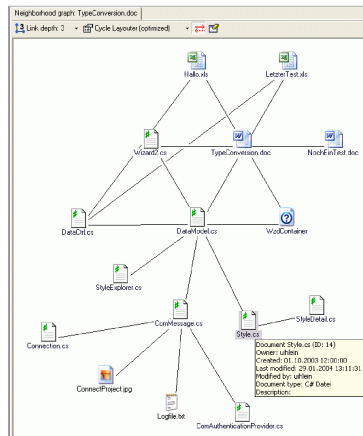 Neighborhood graph: TypeConversion.doc
Link depth: 3 Cycle Layouter (optimized)
Hallo.xls
LetzterTest.xls
Wizard2.cs
TypeConversion.doc
NochEinTest.doc
DataCtrl.cs
DataModel.cs
WzdContainer
StyleExplorer.cs
ComMessage.cs
Style.cs
StyleDetail.cs
Connection.cs
Document Style.cs (ID: 14)
Owner: uihlein
Created: 01.10.2003 12:00:00
Last modified: 29.01.2004 13:11:31
Modified by: uihlein
Document type: C# Datei
Description:
ConnectProject.jpg
Logfile.txt
ComAuthenticationProvider.cs